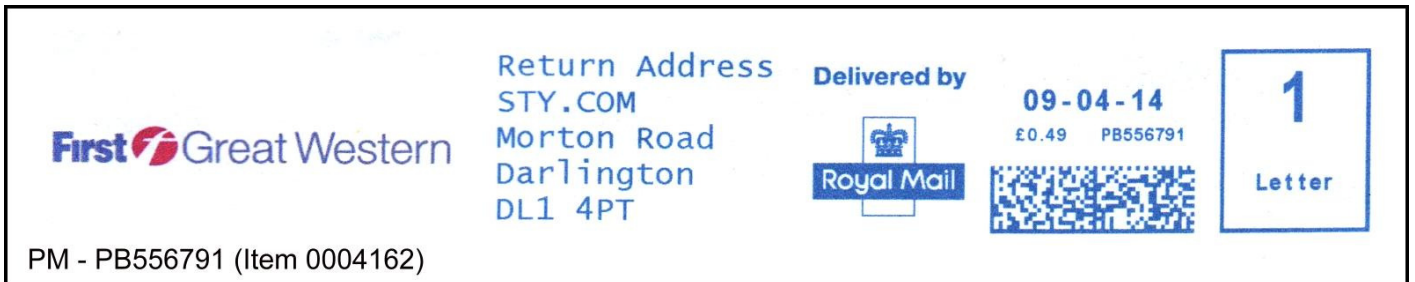 First Great Western
Return Address
STY.COM
Morton Road
Darlington
DL1 4PT
Delivered by
Royal Mail
09-04-14
£0.49 PB556791
1
Letter
PM - PB556791 (Item 0004162)